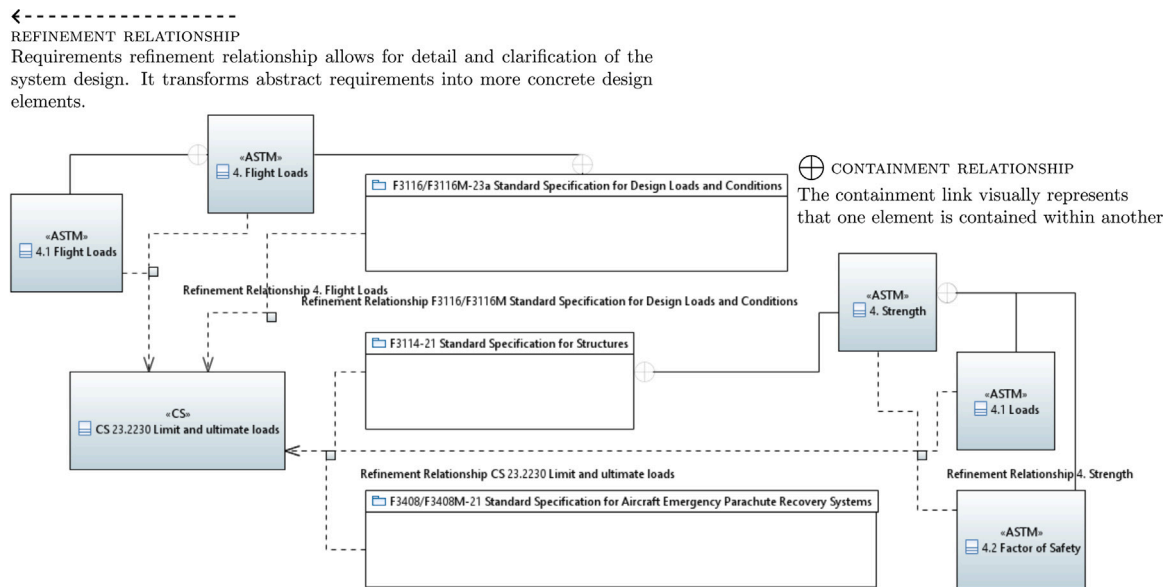 REFINEMENT RELATIONSHIP
Requirements refinement relationship allows for detail and clarification of the
system design. It transforms abstract requirements into more concrete design
elements.
«ASTM»
4. Flight Loads
CONTAINMENT RELATIONSHIP
The containment link visually represents
that one element is contained within another
F3116/F3116M-23a Standard Specification for Design Loads and Conditions
«ASTM»
4.1 Flight Loads
Refinement Relationship 4. Flight Loads
Refinement Relationship F3116/F3116M Standard Specification for Design Loads and Conditions
«ASTM»
4. Strength
F3114-21 Standard Specification for Structures
«CS»
CS 23.2230 Limit and ultimate loads
«ASTM»
4.1 Loads
Refinement Relationship CS 23.2230 Limit and ultimate loads
Refinement Relationship 4. Strength
F3408/F3408M-21 Standard Specification for Aircraft Emergency Parachute Recovery Systems
«ASTM»
4.2 Factor of Safety